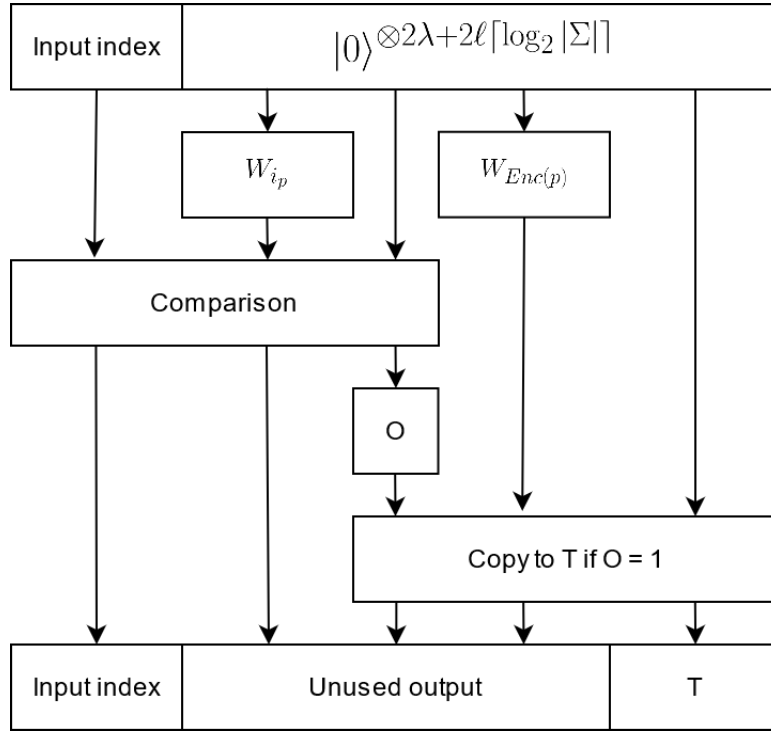 Input index
|0⟩^{⊗2λ+2ℓ⌈log₂|Σ|⌉}
W_{i_p}
W_{Enc(p)}
Comparison
O
Copy to T if O = 1
Input index
Unused output
T